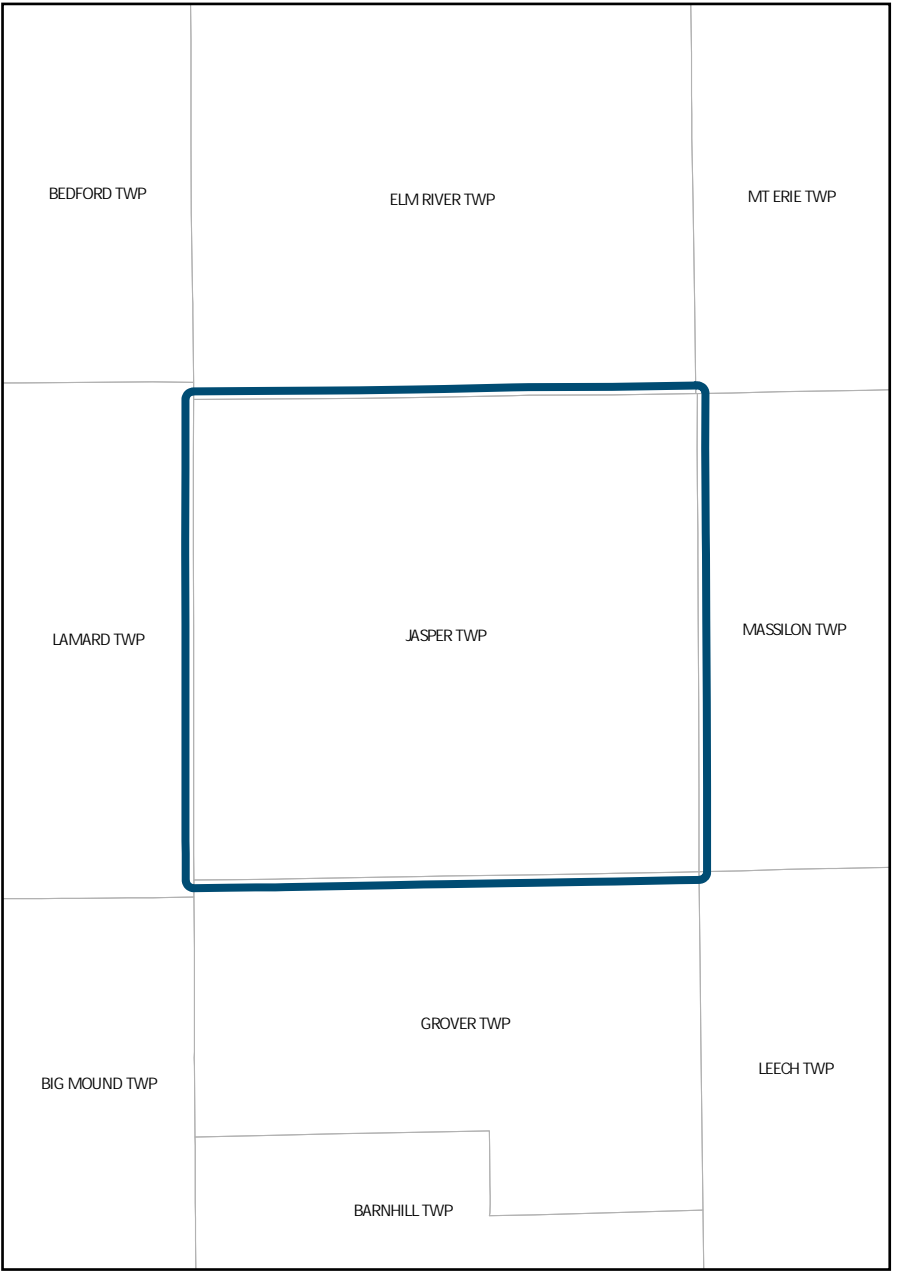 BEDFORD TWP
ELM RIVER TWP
MT ERIE TWP
LAMARD TWP
JASPER TWP
MASSILON TWP
GROVER TWP
BIG MOUND TWP
LEECH TWP
BARNHILL TWP